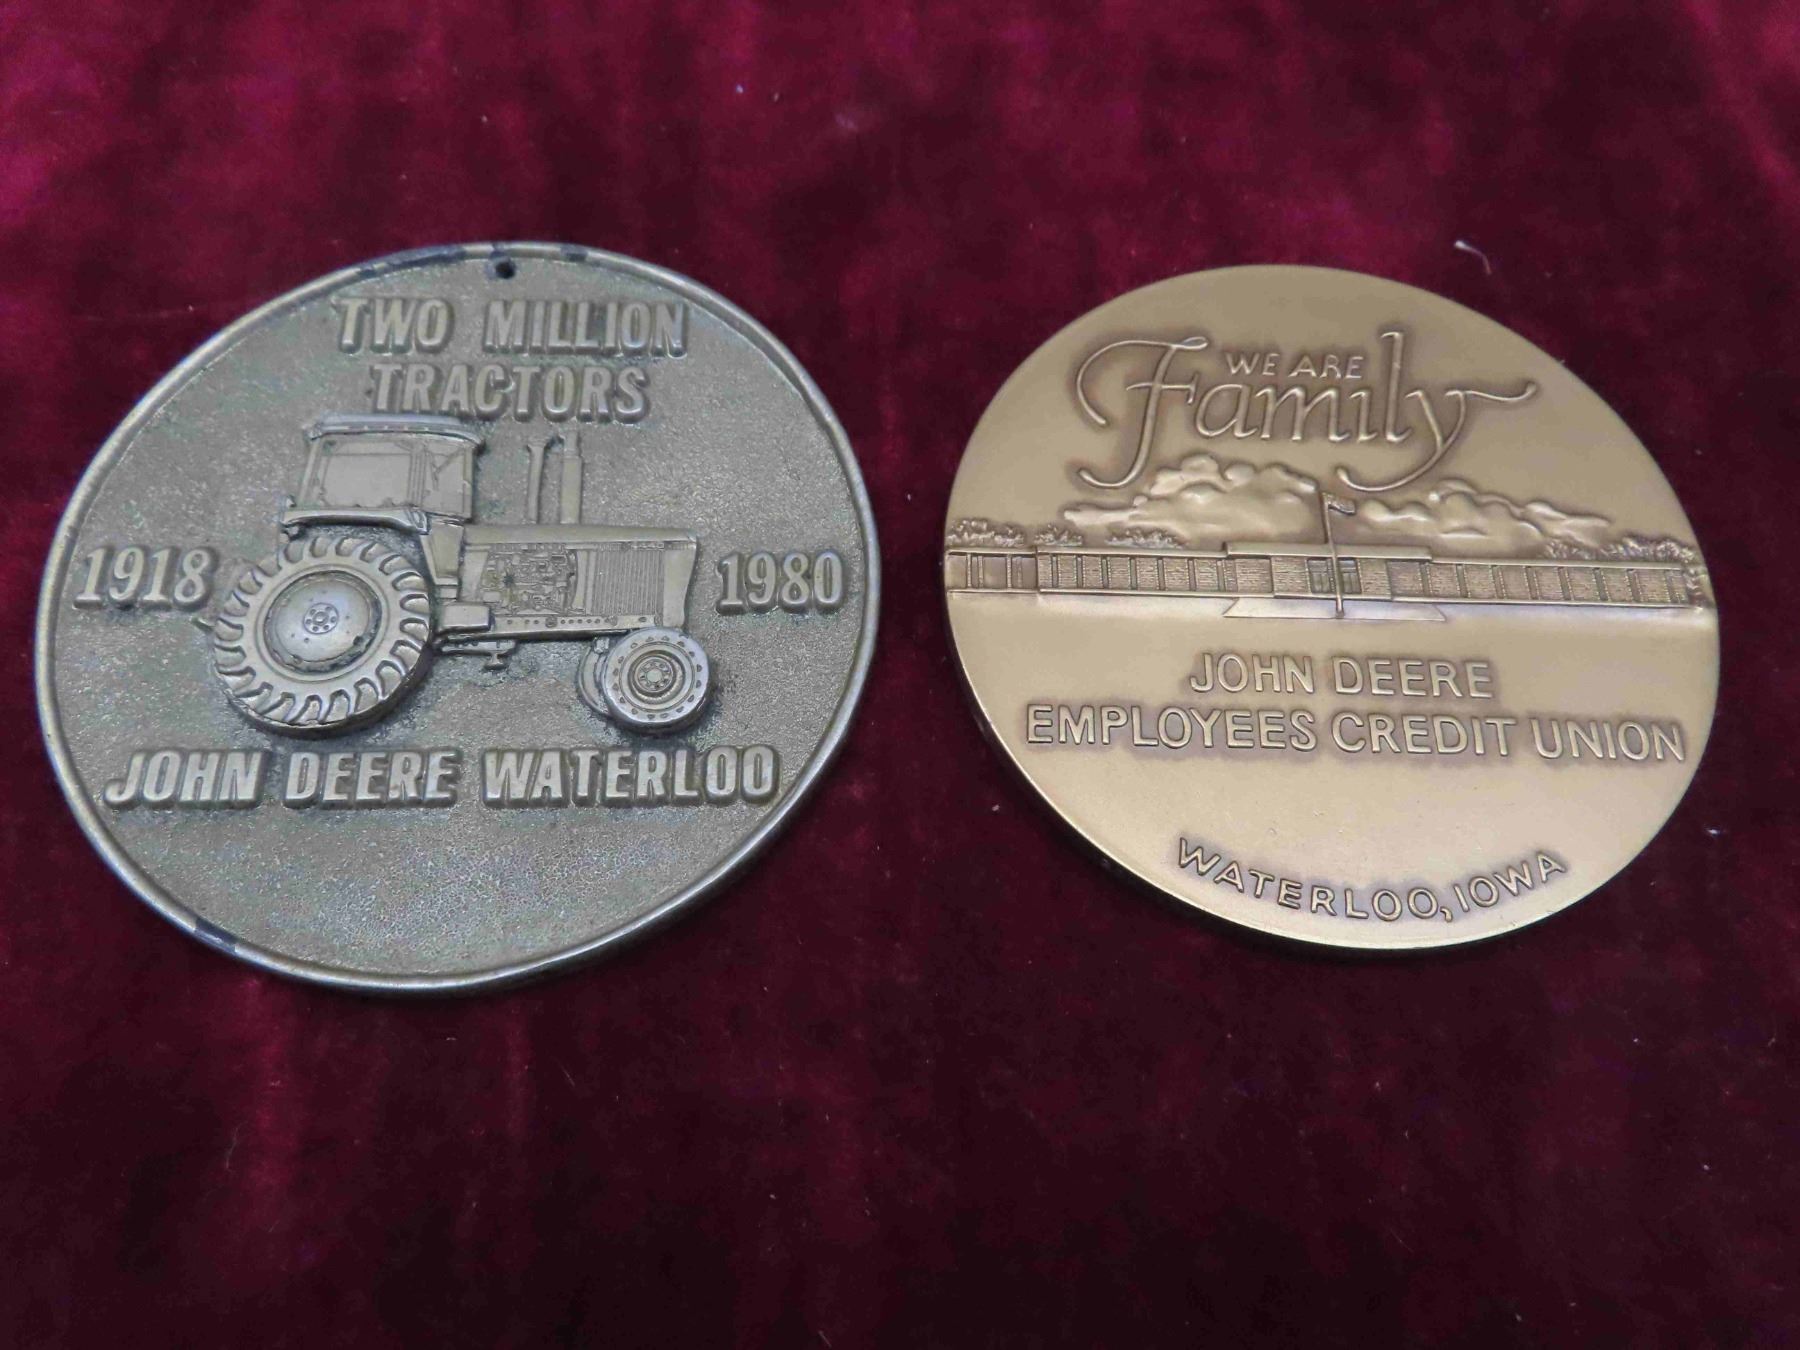 TWO MILLION
TRACTORS
1918 1980
JOHN DEERE WATERLOO
WE ARE
Family
JOHN DEERE
EMPLOYEES CREDIT UNION
WATERLOO, IOWA